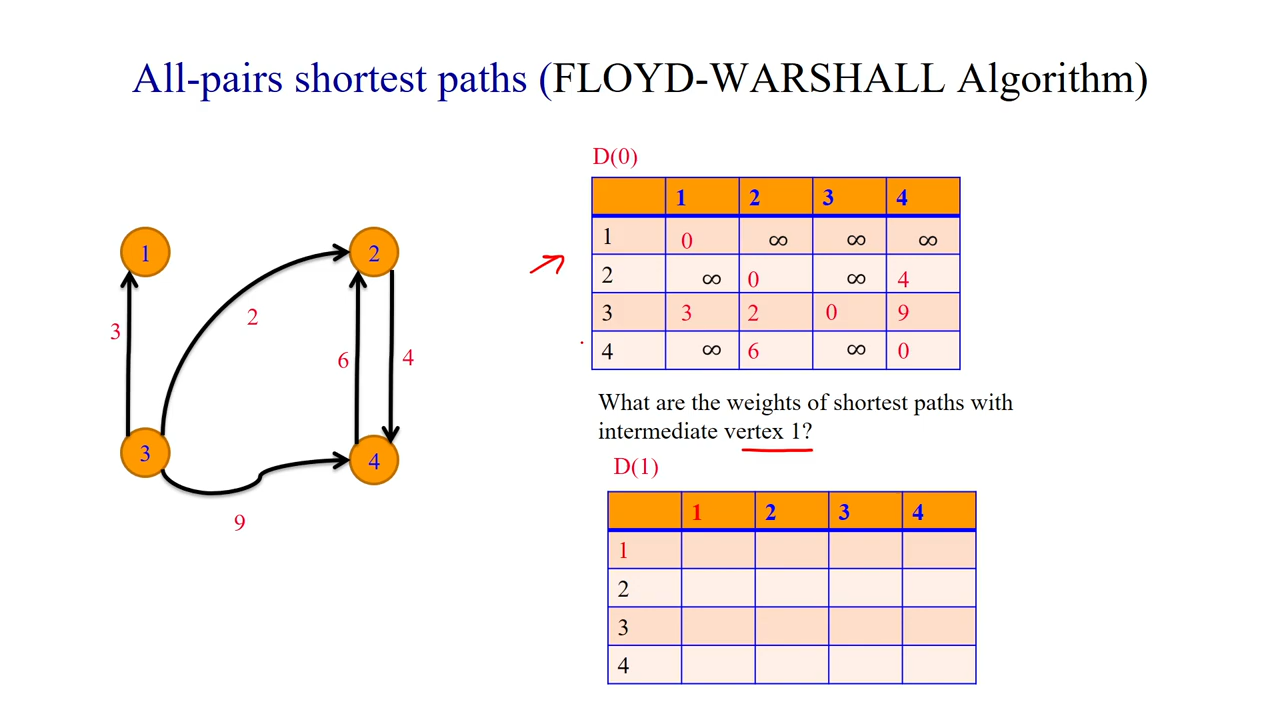 All-pairs shortest paths (FLOYD-WARSHALL Algorithm)
1
2
3
4
3
2
6
4
9
D(0)
1 2 3 4
1 0 ∞ ∞ ∞
2 ∞ 0 ∞ 4
3 3 2 0 9
4 ∞ 6 ∞ 0
What are the weights of shortest paths with
intermediate vertex 1?
D(1)
1 2 3 4
1
2
3
4